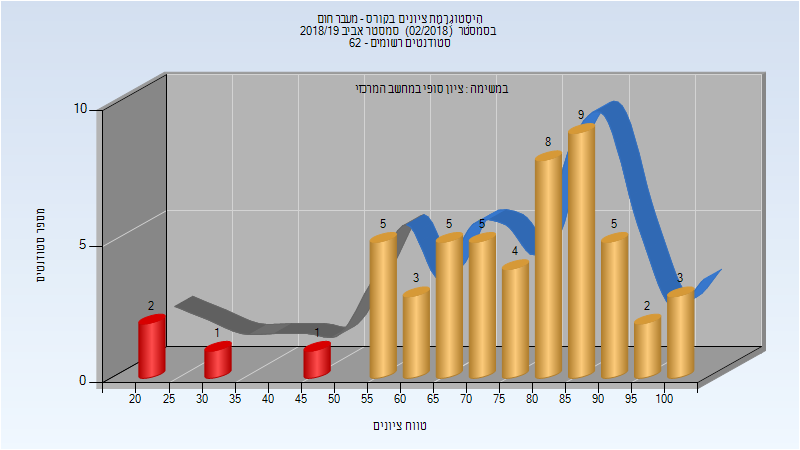 היסטוגרמת ציונים בקורס - מעבר חום
בסמסטר (02/2018) סמסטר אביב 2018/19
סטודנטים רשומים - 62
במשימה : ציון סופי במחשב המרכזי
מספר סטודנטים
10
5
0
2
1
1
5
3
5
5
4
8
9
5
2
3
20 25 30 35 40 45 50 55 60 65 70 75 80 85 90 95 100
טווח ציונים